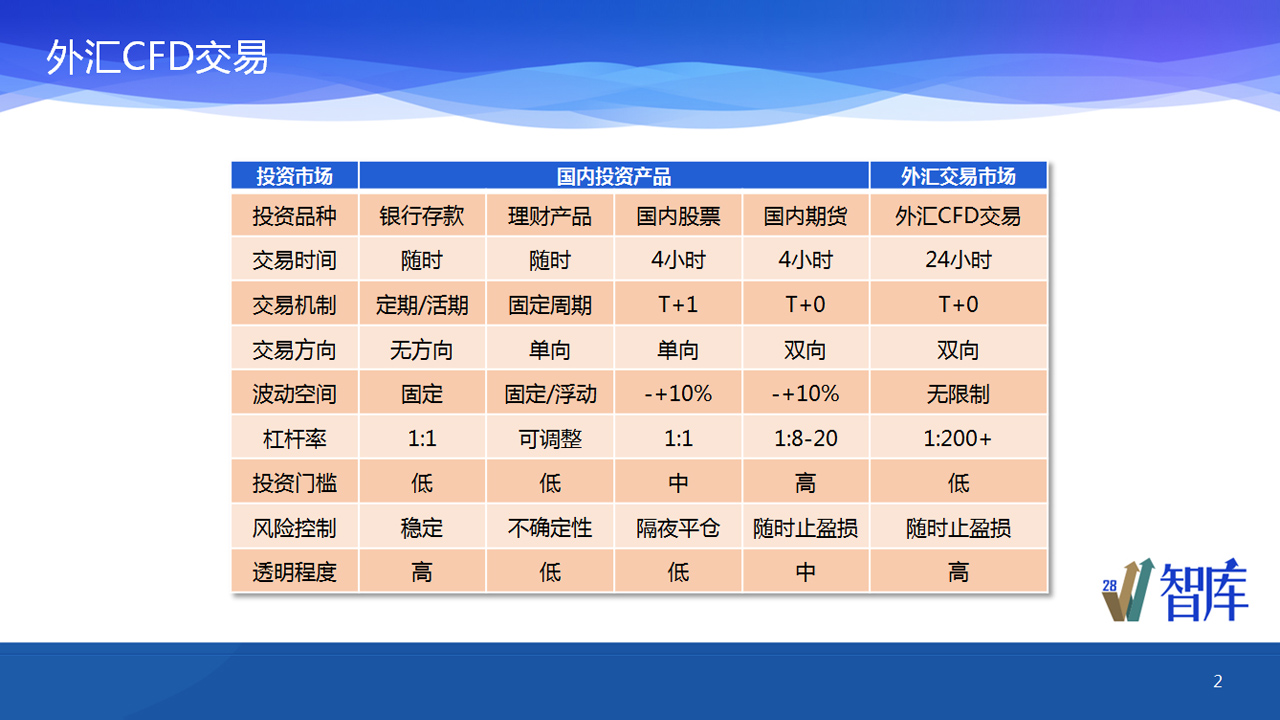 外汇CFD交易
投资市场 国内投资产品 外汇交易市场
投资品种 银行存款 理财产品 国内股票 国内期货 外汇CFD交易
交易时间 随时 随时 4小时 4小时 24小时
交易机制 定期/活期 固定周期 T+1 T+0 T+0
交易方向 无方向 单向 单向 双向 双向
波动空间 固定 固定/浮动 -+10% -+10% 无限制
杠杆率 1:1 可调整 1:1 1:8-20 1:200+
投资门槛 低 低 中 高 低
风险控制 稳定 不确定性 隔夜平仓 随时止盈损 随时止盈损
透明程度 高 低 低 中 高
28 智库
2